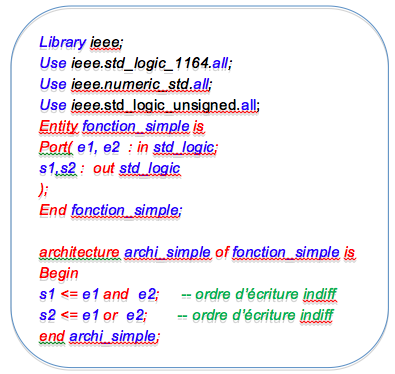 Library ieee;
Use ieee.std_logic_1164.all;
Use ieee.numeric_std.all;
Use ieee.std_logic_unsigned.all;
Entity fonction_simple is
Port( e1, e2 : in std_logic;
s1,s2 : out std_logic
);
End fonction_simple;
architecture archi_simple of fonction_simple is
Begin
s1 <= e1 and e2; -- ordre d'écriture indiff
s2 <= e1 or e2; -- ordre d'écriture indiff
end archi_simple;